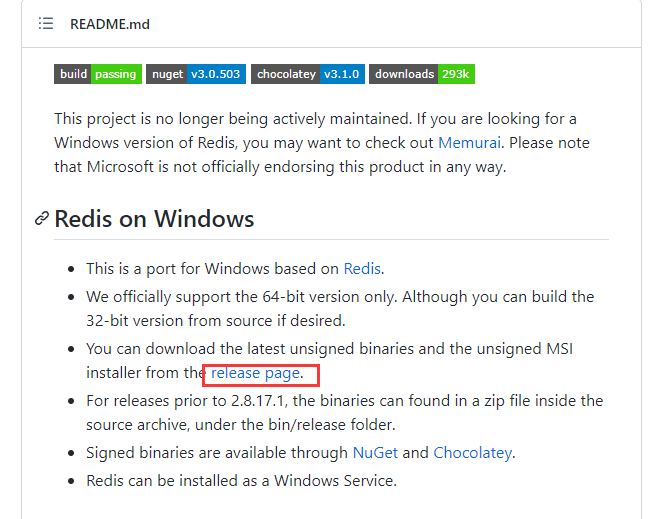 README.md
build passing nuget v3.0.503 chocolatey v3.1.0 downloads 293k
This project is no longer being actively maintained. If you are looking for a
Windows version of Redis, you may want to check out Memurai. Please note
that Microsoft is not officially endorsing this product in any way.
Redis on Windows
• This is a port for Windows based on Redis.
• We officially support the 64-bit version only. Although you can build the
32-bit version from source if desired.
• You can download the latest unsigned binaries and the unsigned MSI
installer from the release page.
• For releases prior to 2.8.17.1, the binaries can found in a zip file inside the
source archive, under the bin/release folder.
• Signed binaries are available through NuGet and Chocolatey.
• Redis can be installed as a Windows Service.